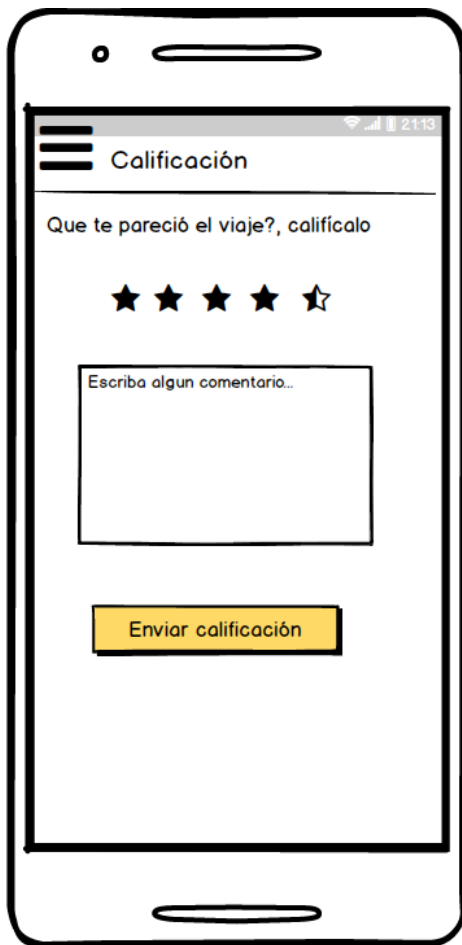 21:13
Calificación
Que te pareció el viaje?, califícalo
Escriba algun comentario...
Enviar calificación